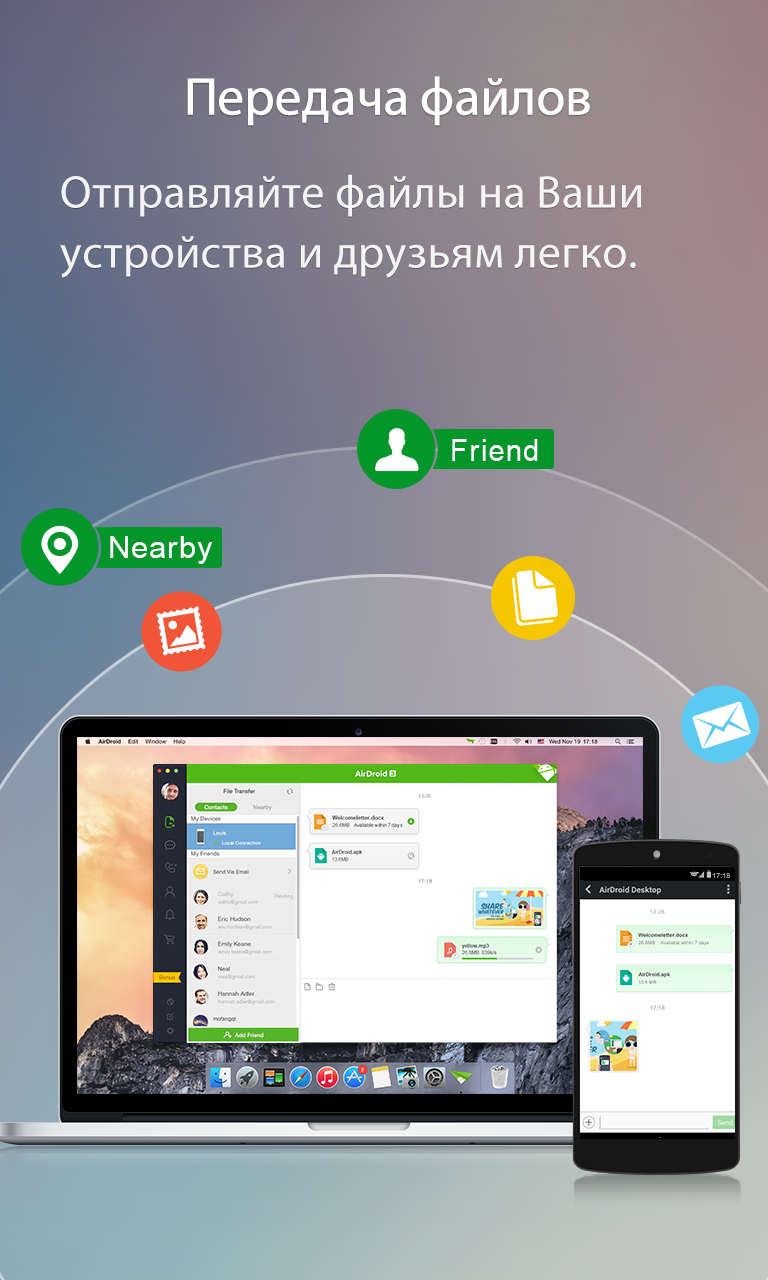 Передача файлов
Отправляйте файлы на Ваши
устройства и друзьям легко.
Friend
Nearby
AirDroid Edit Window Help
Wed Nov 19 17:18
AirDroid 3
File Transfer
Contacts Nearby
My Devices
Louis
Local Connection
My Friends
Send Via Email
Cathy
cathy@gmail.com
Pending
Eric Hudson
eric.hudson@gmail.com
Emily Keane
emily.keane@gmail.com
Neal
neal@gmail.com
Hannah Adler
hannah.adler@gmail.com
mofangqt
Add Friend
Bonus
13:26
Welcomeletter.docx
26.6MB Available within 7 days
AirDroid.apk
13.6MB
17:18
SHARE
WHATEVER
yellow.mp3
26.6MB 839k/s
17:18
AirDroid Desktop
13:26
Welcomeletter.docx
26.6MB Available within 7 days
AirDroid.apk
13.6 MB
17:18
Send